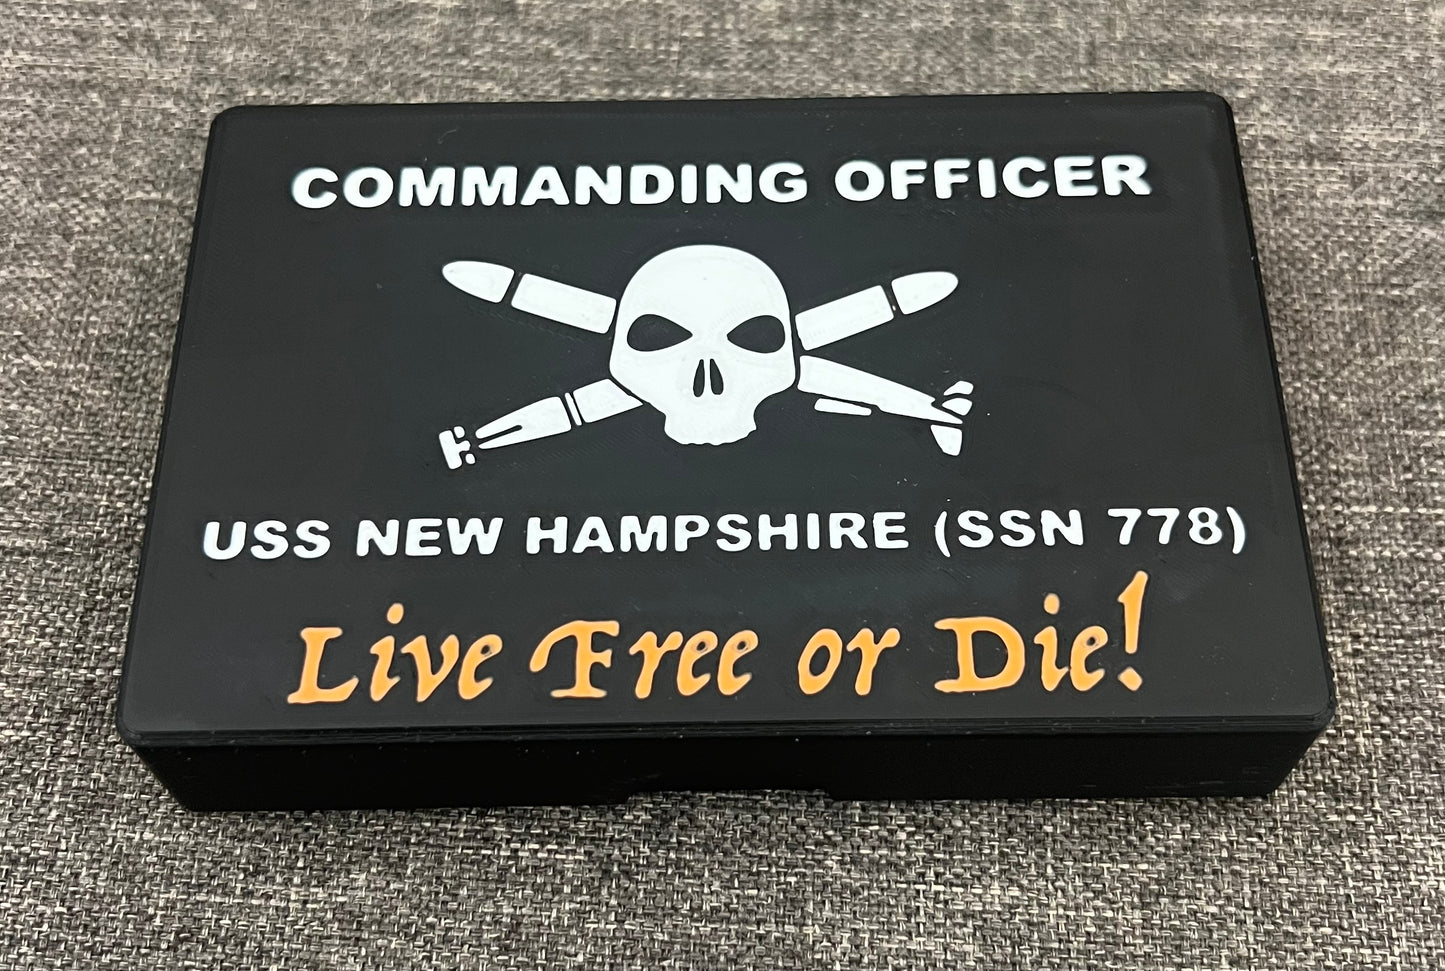 COMMANDING OFFICER
USS NEW HAMPSHIRE (SSN 778)
Live Free or Die!